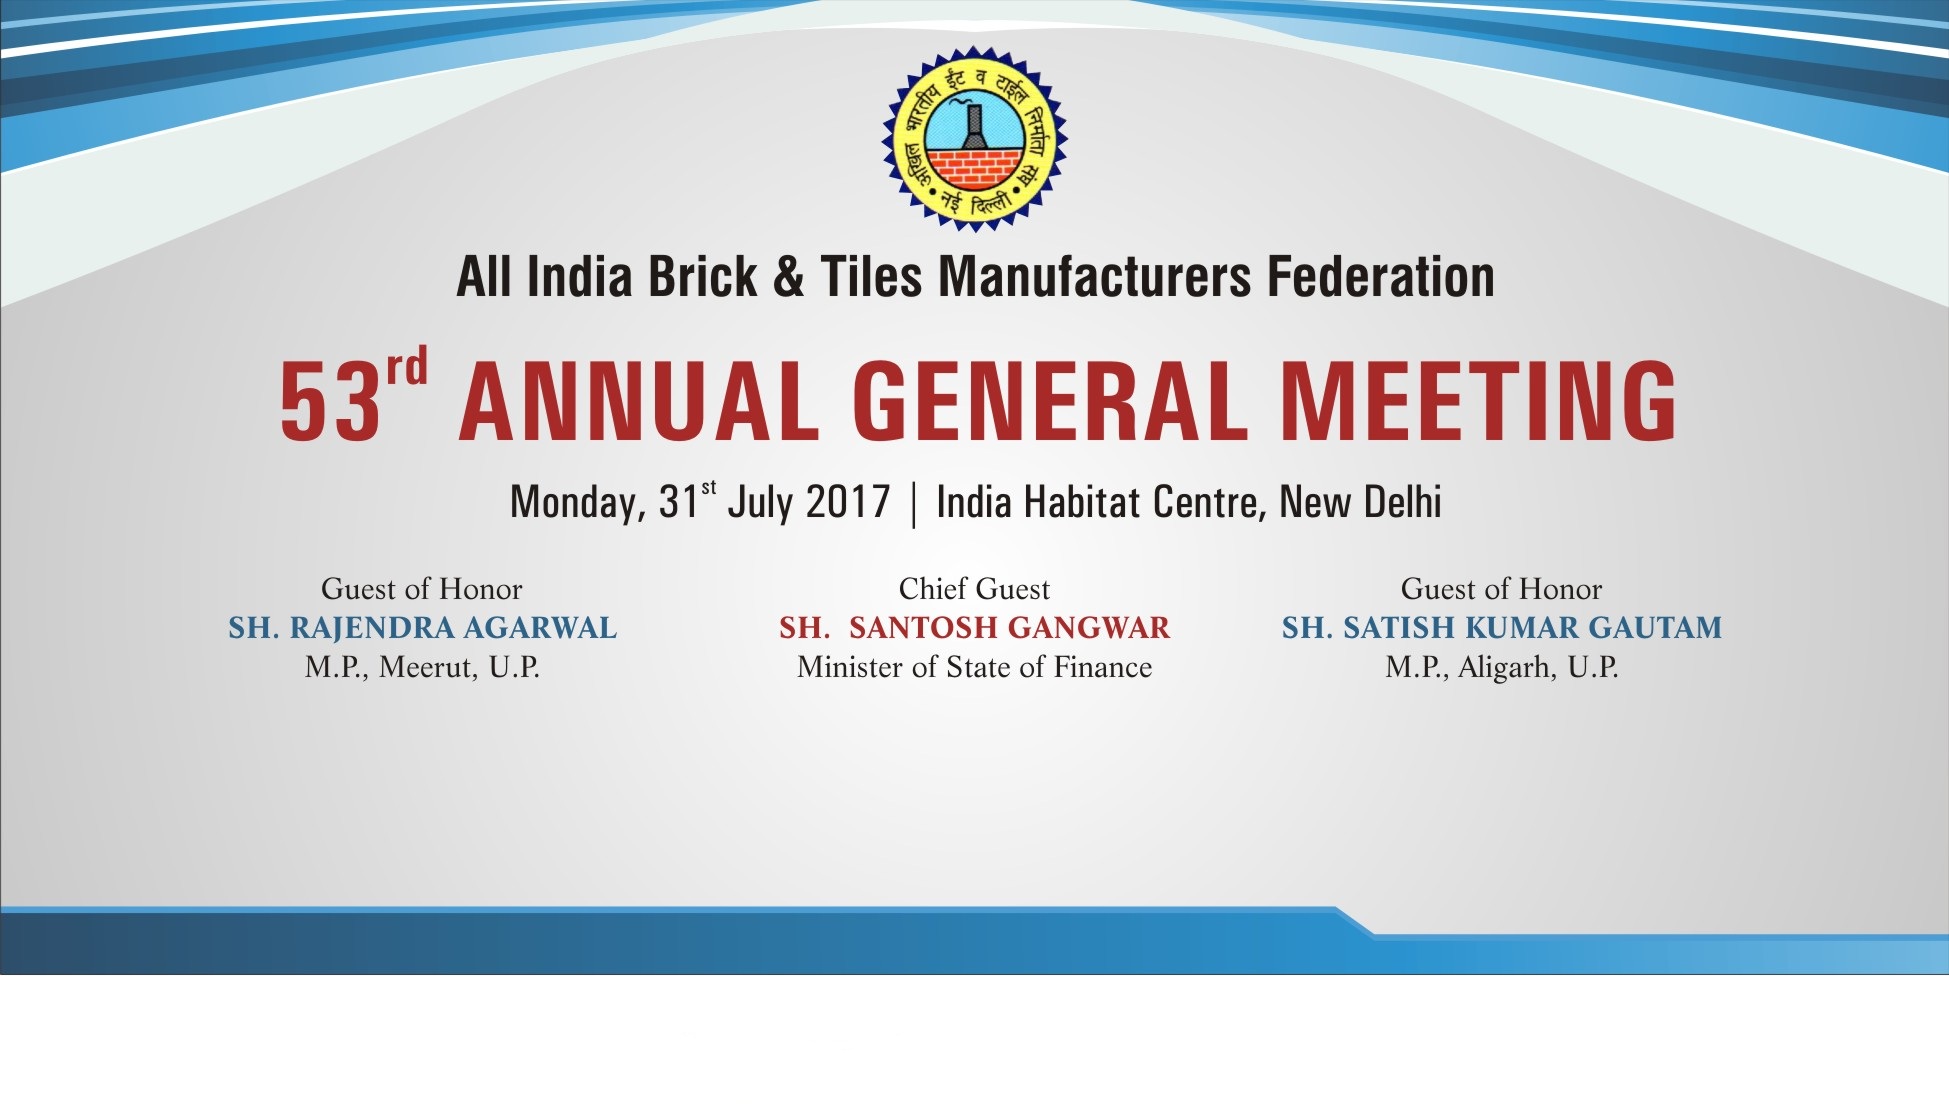 अखिल भारतीय ईंट व टाईल निर्माता संघ
• नई दिल्ली •
All India Brick & Tiles Manufacturers Federation
53rd ANNUAL GENERAL MEETING
Monday, 31st July 2017 | India Habitat Centre, New Delhi
Guest of Honor
SH. RAJENDRA AGARWAL
M.P., Meerut, U.P.
Chief Guest
SH. SANTOSH GANGWAR
Minister of State of Finance
Guest of Honor
SH. SATISH KUMAR GAUTAM
M.P., Aligarh, U.P.